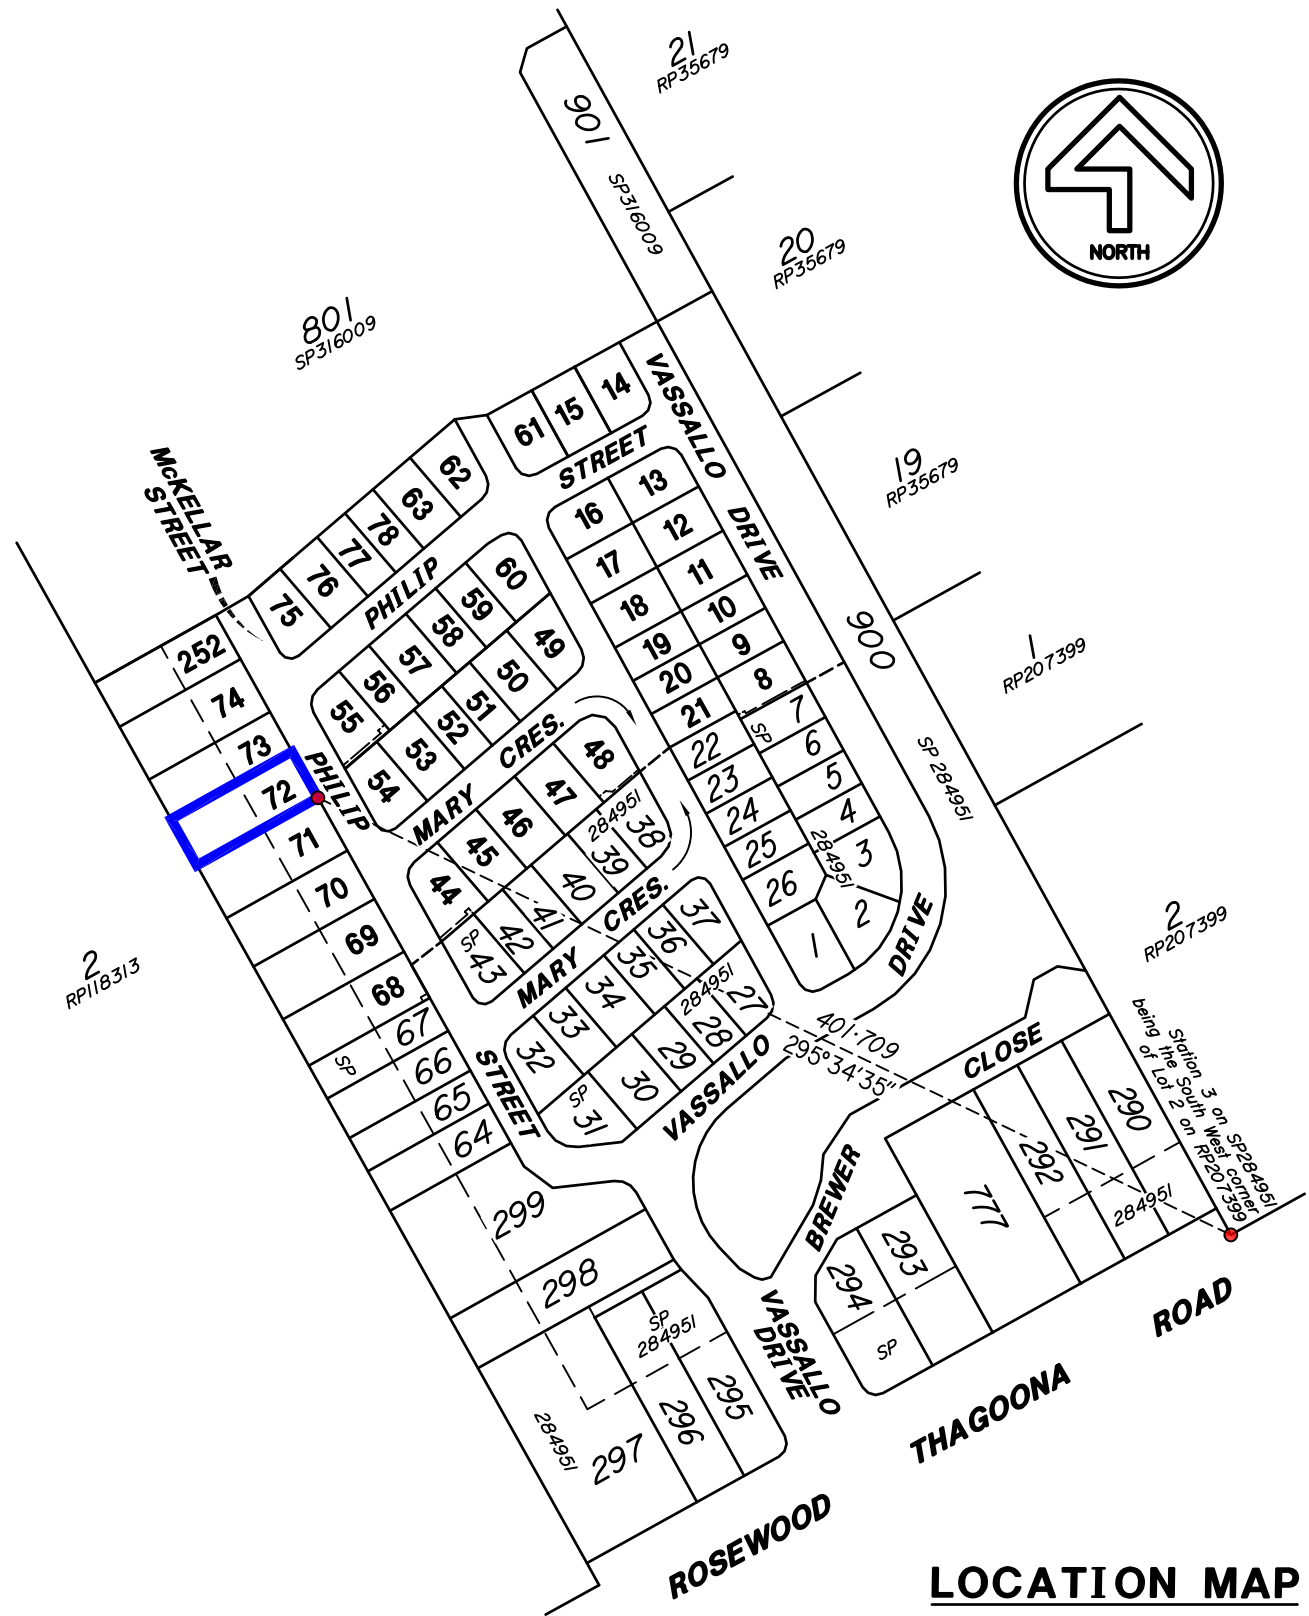 21
RP35679
901
SP316009
NORTH
20
RP35679
801
SP316009
VASSALLO
DRIVE
14
15
61
STREET
62
63
78
77
76
75
McKELLAR
STREET
PHILIP
19
RP35679
13
16
12
17
11
18
10
19
9
20
8
21
7
SP
22
6
23
5
24
4
25
3
284951
26
2
1
900
SP 284951
1
RP207399
252
74
73
72
71
70
69
68
67
SP
66
65
64
PHILIP
STREET
60
59
58
57
56
55
49
50
51
52
53
54
MARY CRES.
48
47
46
45
44
284951
38
39
40
41
42
SP
43
MARY CRES.
37
36
35
34
33
32
284951
27
28
29
30
SP
31
VASSALLO
DRIVE
401·709
295°34'35"
2
RP118313
2
RP207399
CLOSE
BREWER
Station 3 on SP284951
being the South West corner
of Lot 2 on RP207399
290
291
292
284951
777
293
294
SP
299
298
SP
284951
295
296
297
284951
VASSALLO
DRIVE
ROSEWOOD
THAGOONA
ROAD
LOCATION MAP